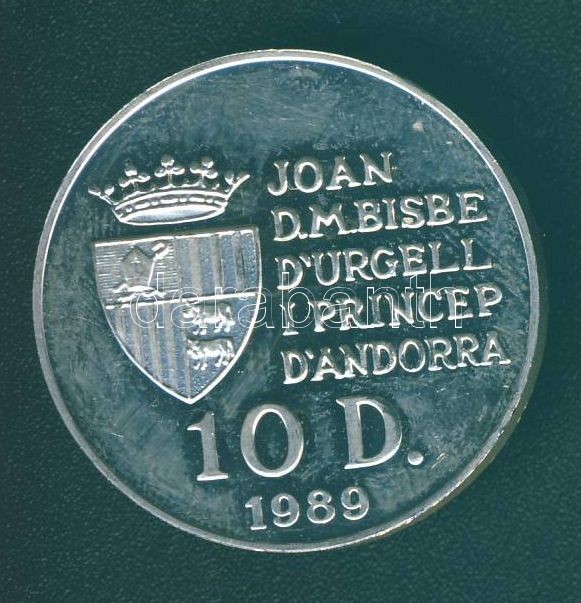 JOAN
D.M.BISBE
D'URGELL
I PRINCEP
D'ANDORRA
10 D.
1989